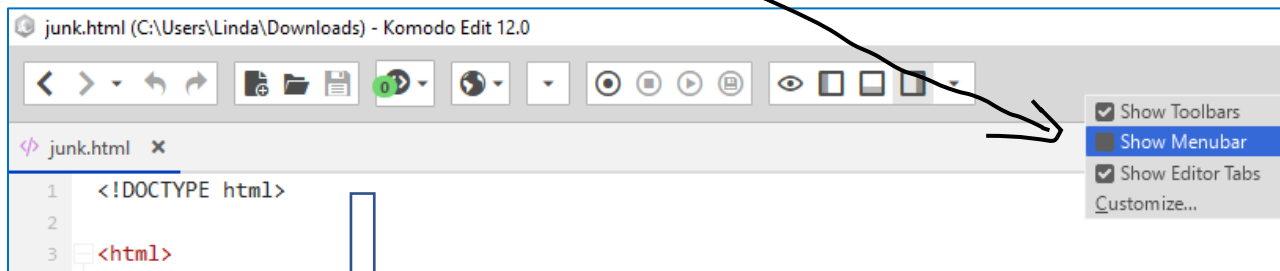 junk.html (C:\Users\Linda\Downloads) - Komodo Edit 12.0
0
Show Toolbars
Show Menubar
Show Editor Tabs
Customize...
</> junk.html ×
1 <!DOCTYPE html>
2
3 <html>